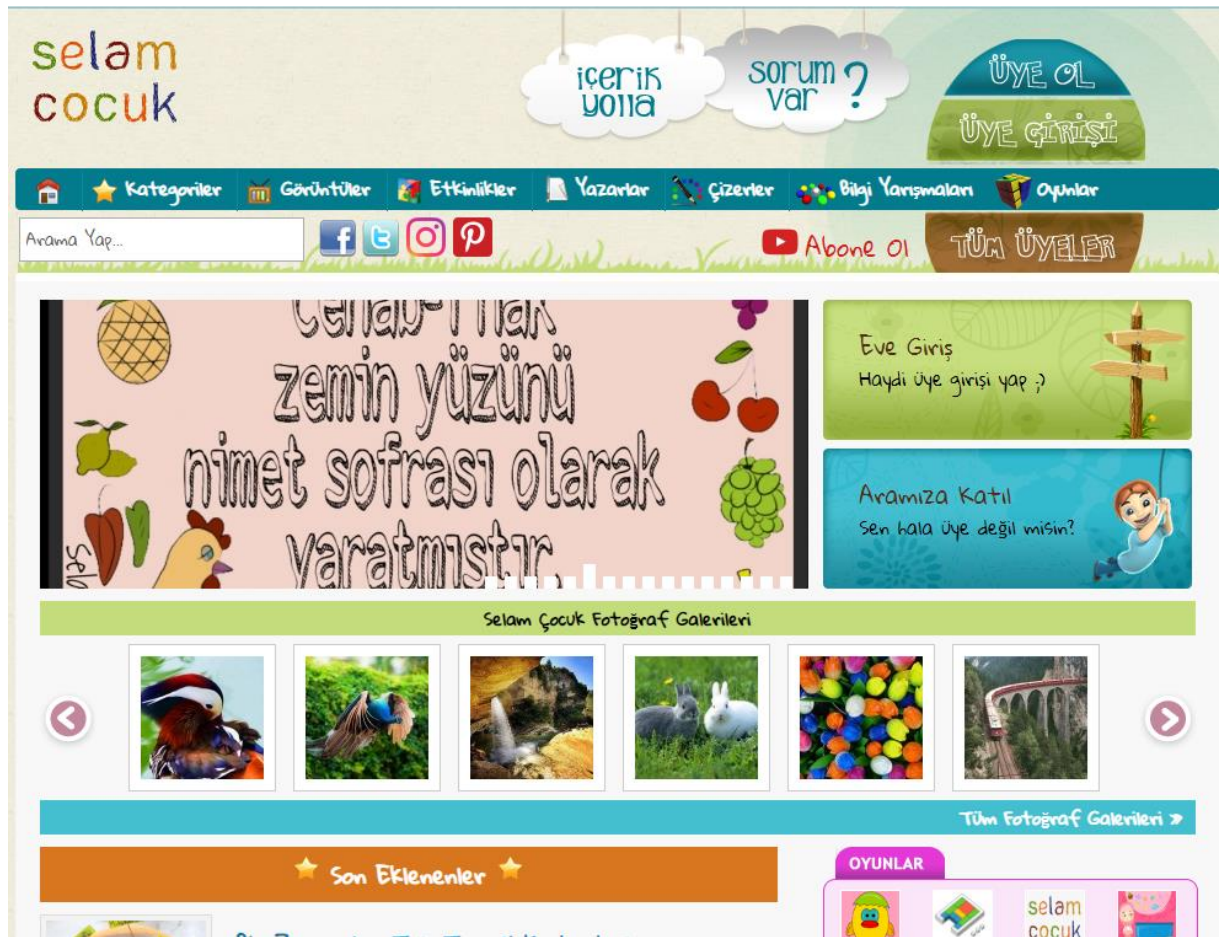 selam
cocuk
içerik
yolla
sorum
var ?
ÜYE OL
ÜYE GİRİŞİ
Kategoriler
Görüntüler
Etkinlikler
Yazarlar
Çizerler
Bilgi Yarışmaları
Oyunlar
Arama Yap...
Abone Ol
TÜM ÜYELER
Cenab-ı Hak
zemin yüzünü
nimet sofrası olarak
yaratmıştır.
Eve Giriş
Haydi üye girişi yap ;)
Aramıza Katıl
Sen hala üye değil misin?
Selam Çocuk Fotoğraf Galerileri
Tüm Fotoğraf Galerileri »
Son Eklenenler
OYUNLAR
selam
cocuk